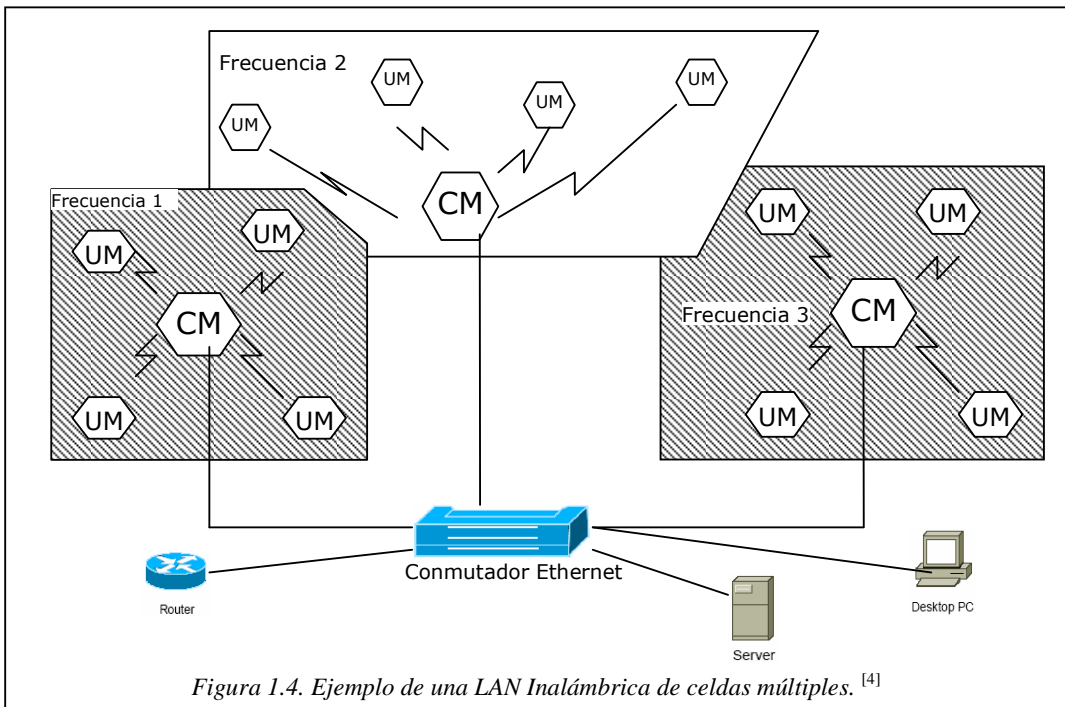 Frecuencia 2
UM
UM
UM
UM
CM
Frecuencia 1
UM
UM
CM
UM
UM
UM
UM
Frecuencia 3
CM
UM
UM
Conmutador Ethernet
Router
Server
Desktop PC
Figura 1.4. Ejemplo de una LAN Inalámbrica de celdas múltiples. [4]